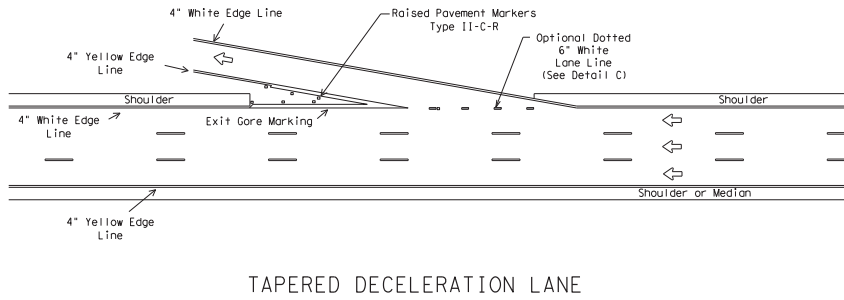 4" White Edge Line
Raised Pavement Markers
Type II-C-R
Optional Dotted
6" White
Lane Line
(See Detail C)
4" Yellow Edge
Line
Shoulder
Shoulder
4" White Edge
Line
Exit Gore Marking
Shoulder or Median
4" Yellow Edge
Line
TAPERED DECELERATION LANE